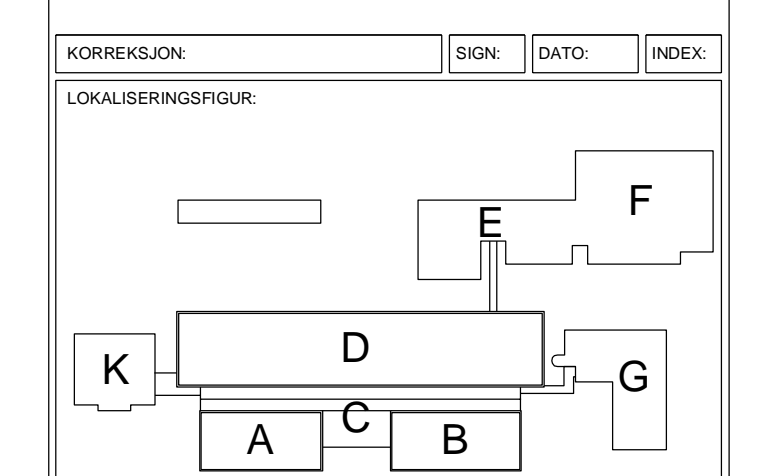 KORREKSJON: SIGN: DATO: INDEX:
LOKALISERINGSFIGUR:
F
E
D
K
G
C
A B